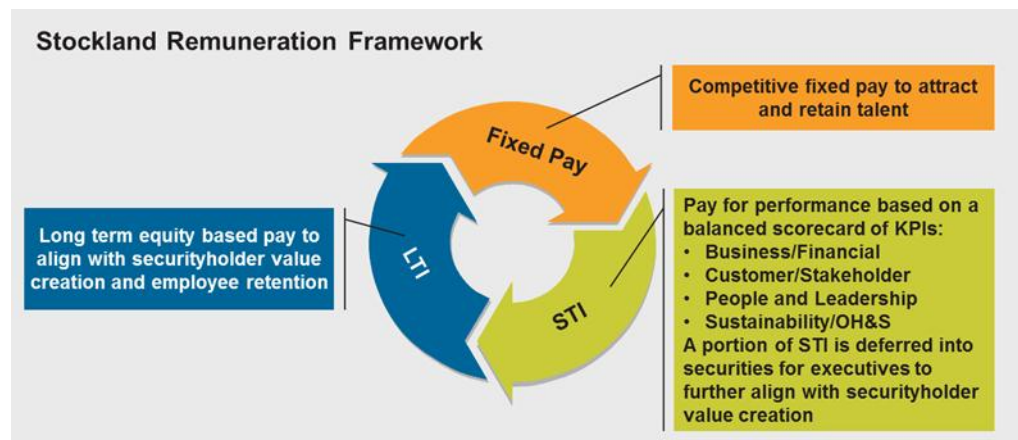 Stockland Remuneration Framework
Competitive fixed pay to attract
and retain talent
Fixed Pay
Pay for performance based on a
balanced scorecard of KPIs:
• Business/Financial
• Customer/Stakeholder
• People and Leadership
• Sustainability/OH&S
A portion of STI is deferred into
securities for executives to
further align with securityholder
value creation
STI
Long term equity based pay to
align with securityholder value
creation and employee retention
LTI